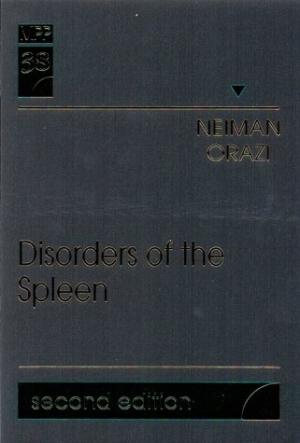 MPP
38
NEIMAN
ORAZI
Disorders of the
Spleen
second edition